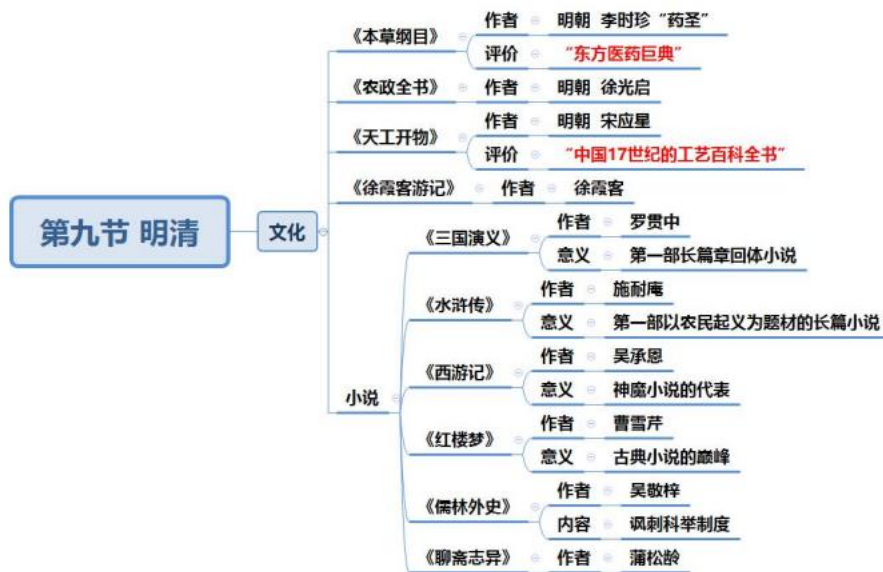 第九节 明清
文化
《本草纲目》
作者 明朝 李时珍 “药圣”
评价 “东方医药巨典”
《农政全书》 作者 明朝 徐光启
《天工开物》
作者 明朝 宋应星
评价 “中国17世纪的工艺百科全书”
《徐霞客游记》 作者 徐霞客
小说
《三国演义》
作者 罗贯中
意义 第一部长篇章回体小说
《水浒传》
作者 施耐庵
意义 第一部以农民起义为题材的长篇小说
《西游记》
作者 吴承恩
意义 神魔小说的代表
《红楼梦》
作者 曹雪芹
意义 古典小说的巅峰
《儒林外史》
作者 吴敬梓
内容 讽刺科举制度
《聊斋志异》 作者 蒲松龄